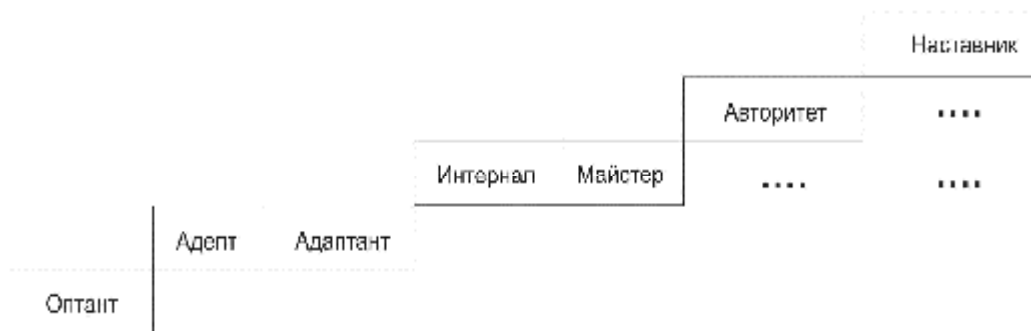 Наставник
Авторитет ....
Интернал Майстер .... ....
Адепт Адаптант
Оптант